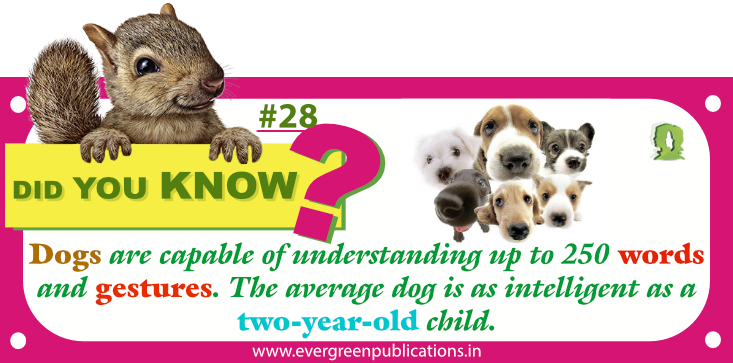 #28
DID YOU KNOW ?
Dogs are capable of understanding up to 250 words
and gestures. The average dog is as intelligent as a
two-year-old child.
www.evergreenpublications.in